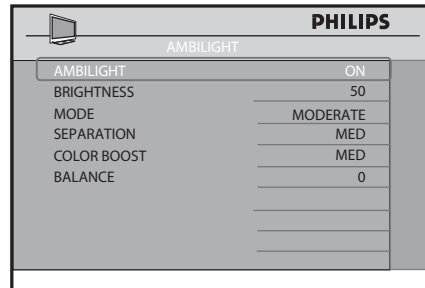 PHILIPS
AMBILIGHT
AMBILIGHT ON
BRIGHTNESS 50
MODE MODERATE
SEPARATION MED
COLOR BOOST MED
BALANCE 0